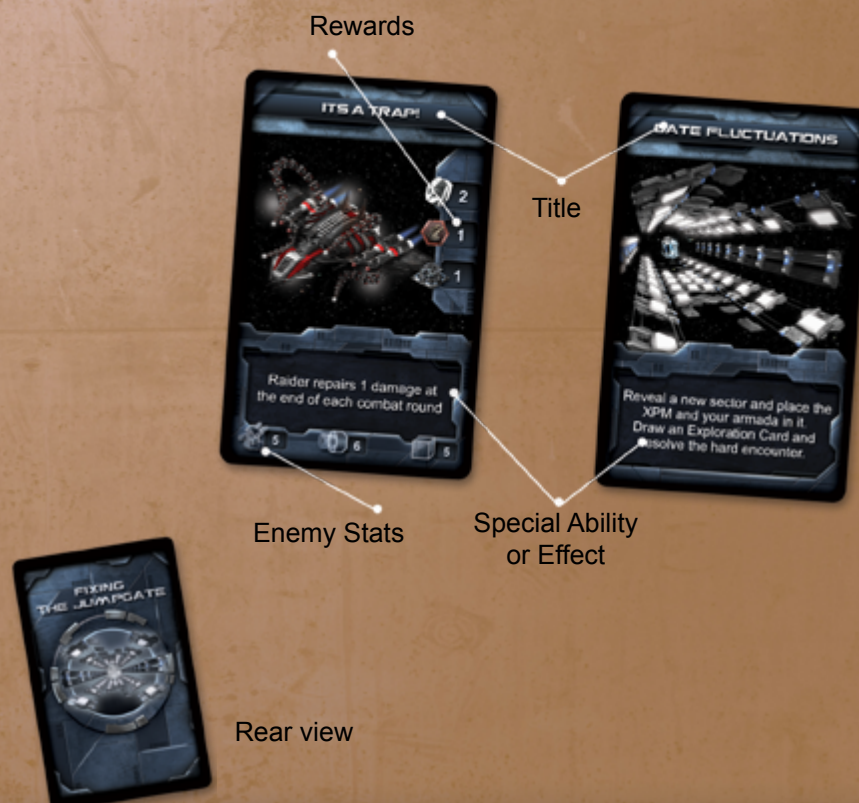 Rewards
ITS A TRAP!
2
1
1
Raider repairs 1 damage at
the end of each combat round
5
6
5
GATE FLUCTUATIONS
Reveal a new sector and place the
XPM and your armada in it.
Draw an Exploration Card and
resolve the hard encounter.
Title
Enemy Stats
Special Ability
or Effect
FIXING
THE JUMPGATE
Rear view